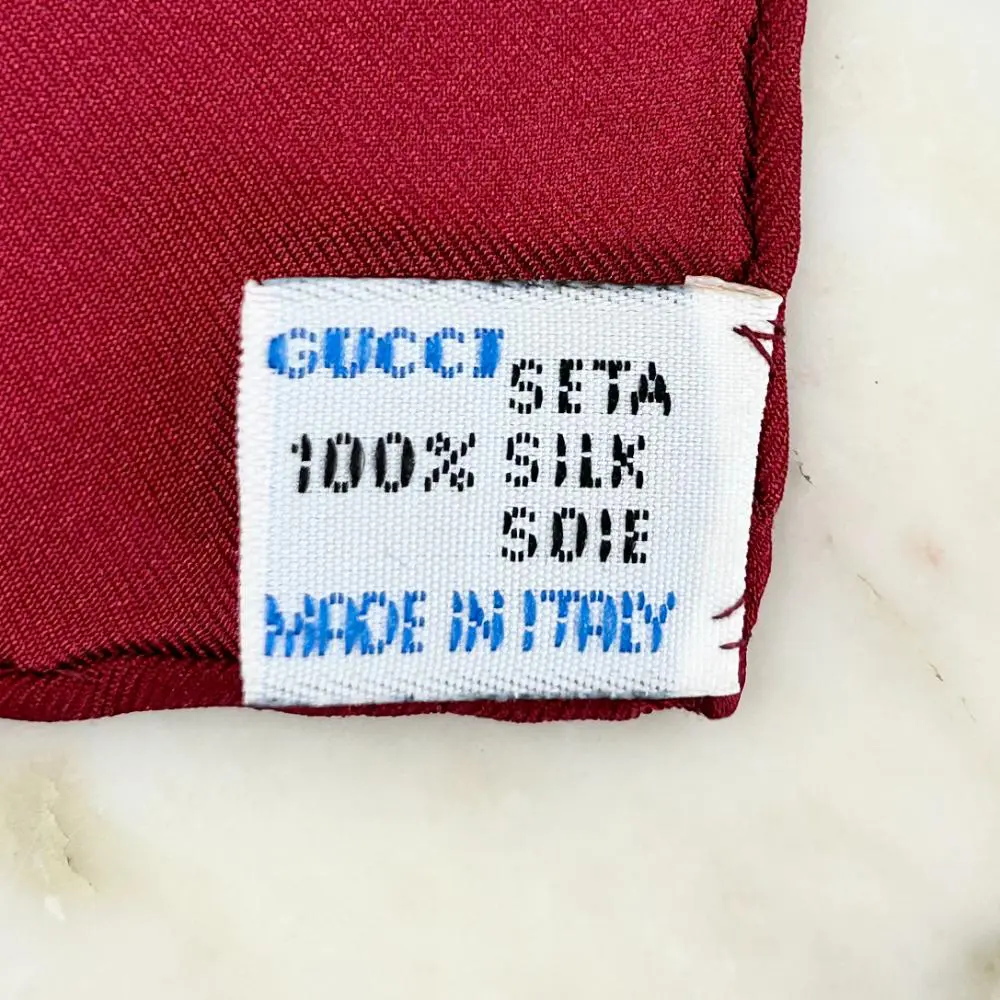 GUCCI
SETA
100% SILK
SOIE
MADE IN ITALY